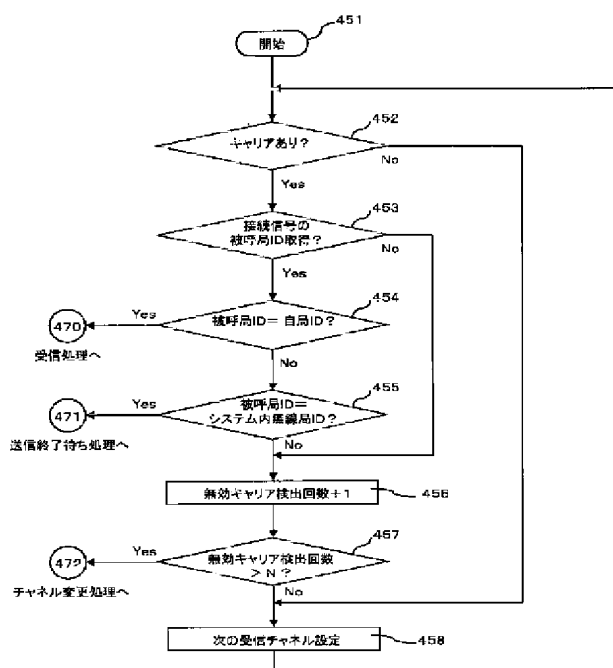 451
開始
452
キャリアあり？
No
Yes
453
接続信号の
被呼局ID取得？
No
Yes
454
被呼局ID＝ 自局ID？
Yes
470
受信処理へ
No
455
被呼局ID＝
システム内無線局ID？
Yes
471
送信終了待ち処理へ
No
無効キャリア検出回数＋1
456
457
無効キャリア検出回数
＞ N ？
Yes
472
チャネル変更処理へ
No
次の受信チャネル設定
458